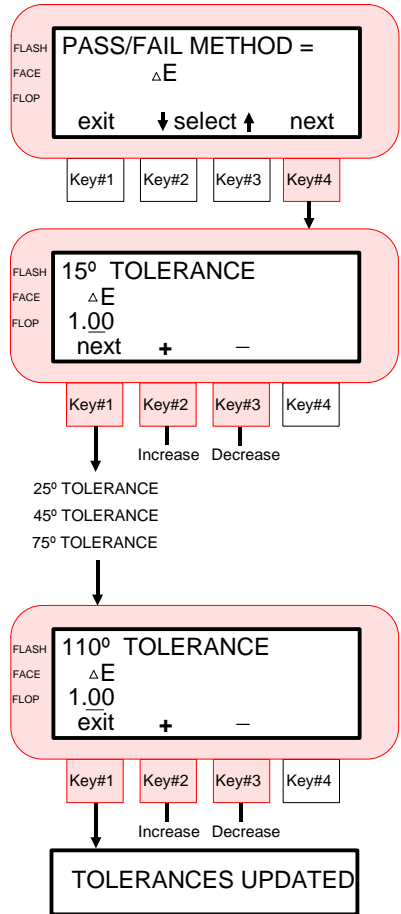 FLASH PASS/FAIL METHOD =
FACE △E
FLOP
exit ↓ select ↑ next
Key#1 Key#2 Key#3 Key#4
FLASH 15º TOLERANCE
FACE △E
FLOP 1.00
next + –
Key#1 Key#2 Key#3 Key#4
Increase Decrease
25º TOLERANCE
45º TOLERANCE
75º TOLERANCE
FLASH 110º TOLERANCE
FACE △E
FLOP 1.00
exit + –
Key#1 Key#2 Key#3 Key#4
Increase Decrease
TOLERANCES UPDATED